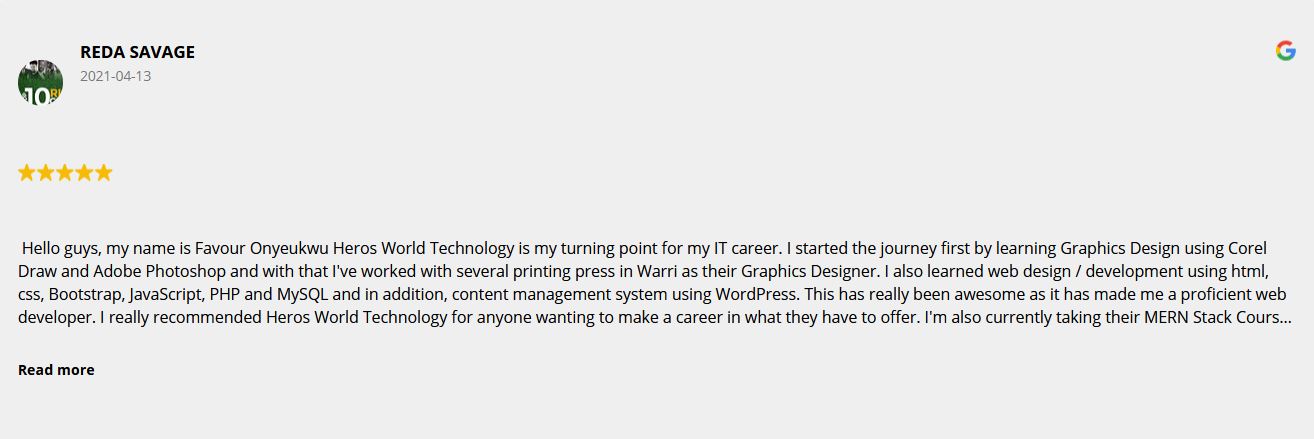 REDA SAVAGE
2021-04-13
10
Hello guys, my name is Favour Onyeukwu Heros World Technology is my turning point for my IT career. I started the journey first by learning Graphics Design using Corel
Draw and Adobe Photoshop and with that I've worked with several printing press in Warri as their Graphics Designer. I also learned web design / development using html,
css, Bootstrap, JavaScript, PHP and MySQL and in addition, content management system using WordPress. This has really been awesome as it has made me a proficient web
developer. I really recommended Heros World Technology for anyone wanting to make a career in what they have to offer. I'm also currently taking their MERN Stack Cours...
Read more